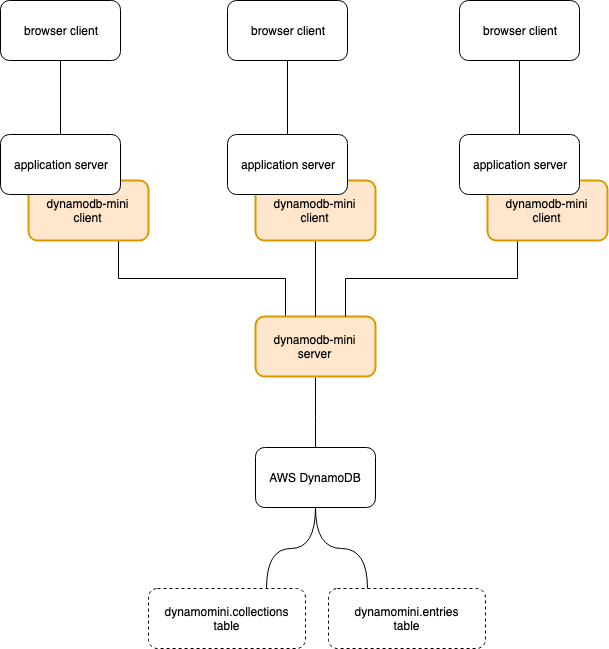 browser client
browser client
browser client
application server
application server
application server
dynamodb-mini
client
dynamodb-mini
client
dynamodb-mini
client
dynamodb-mini
server
AWS DynamoDB
dynamomini.collections
table
dynamomini.entries
table